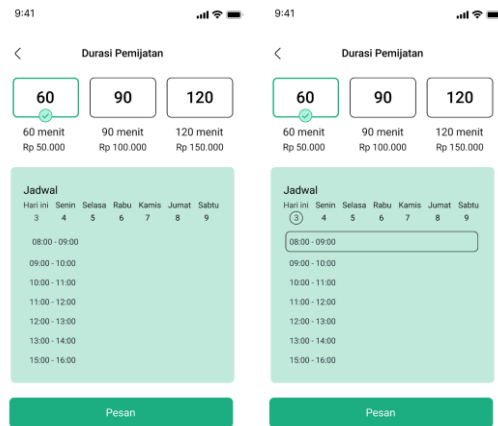 9:41
Durasi Pemijatan
60 90 120
60 menit 90 menit 120 menit
Rp 50.000 Rp 100.000 Rp 150.000
Jadwal
Hari ini Senin Selasa Rabu Kamis Jumat Sabtu
3 4 5 6 7 8 9
08:00 - 09:00
09:00 - 10:00
10:00 - 11:00
11:00 - 12:00
12:00 - 13:00
13:00 - 14:00
15:00 - 16:00
Pesan
9:41
Durasi Pemijatan
60 90 120
60 menit 90 menit 120 menit
Rp 50.000 Rp 100.000 Rp 150.000
Jadwal
Hari ini Senin Selasa Rabu Kamis Jumat Sabtu
3 4 5 6 7 8 9
08:00 - 09:00
09:00 - 10:00
10:00 - 11:00
11:00 - 12:00
12:00 - 13:00
13:00 - 14:00
15:00 - 16:00
Pesan